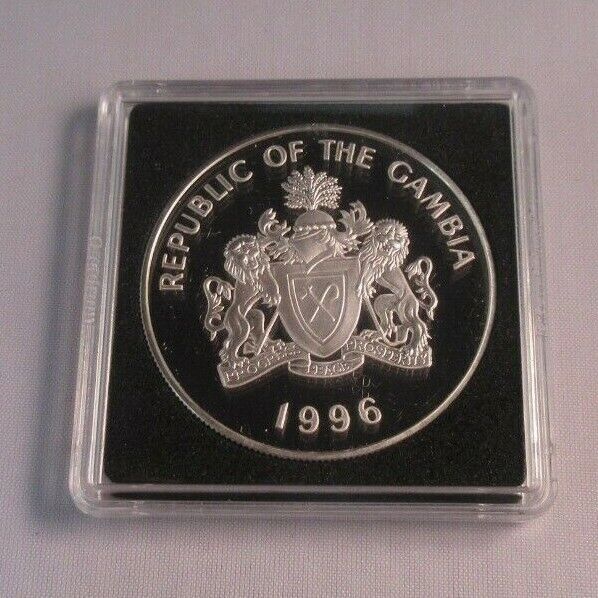 REPUBLIC OF THE GAMBIA
PROGRESS PEACE PROSPERITY
1996